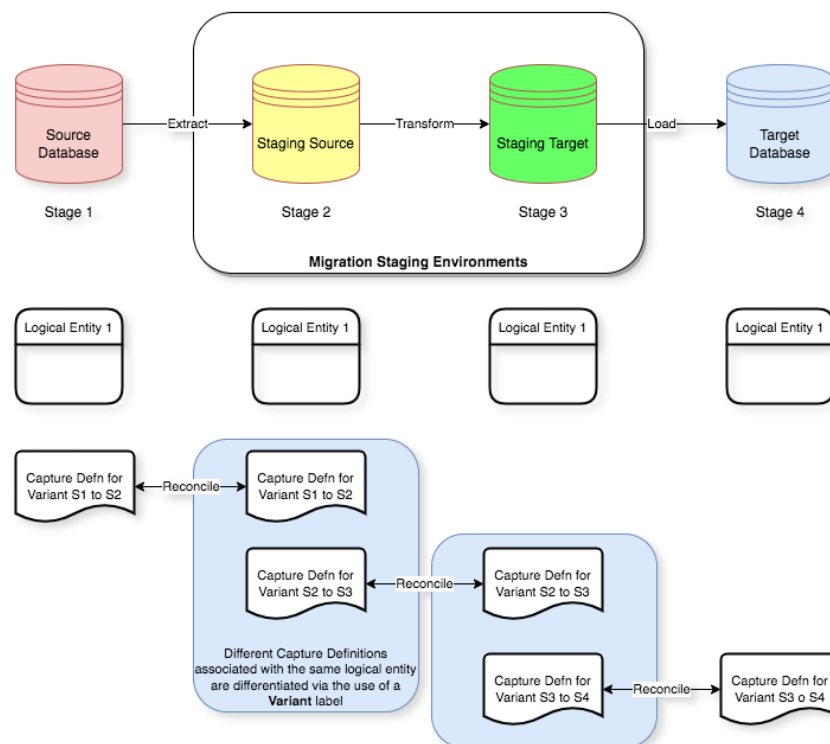 Source
Database
Extract
Staging Source
Transform
Staging Target
Load
Target
Database
Stage 1
Stage 2
Stage 3
Stage 4
Migration Staging Environments
Logical Entity 1
Logical Entity 1
Logical Entity 1
Logical Entity 1
Capture Defn for
Variant S1 to S2
Reconcile
Capture Defn for
Variant S1 to S2
Capture Defn for
Variant S2 to S3
Reconcile
Capture Defn for
Variant S2 to S3
Different Capture Definitions
associated with the same logical entity
are differentiated via the use of a
Variant label
Capture Defn for
Variant S3 to S4
Reconcile
Capture Defn for
Variant S3 o S4